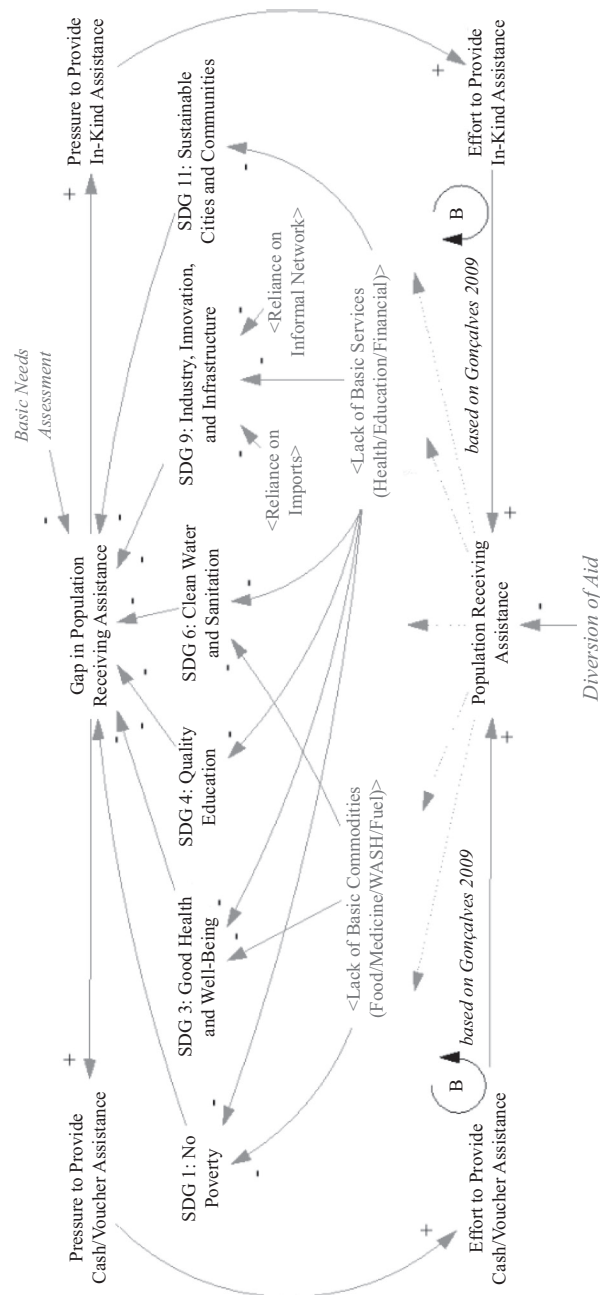 Basic Needs
Assessment
Pressure to Provide
Cash/Voucher Assistance
+
Gap in Population
Receiving Assistance
-
-
-
-
-
-
-
+
Pressure to Provide
In-Kind Assistance
SDG 1: No
Poverty
-
-
SDG 3: Good Health
and Well-Being
-
-
SDG 4: Quality
Education
-
SDG 6: Clean Water
and Sanitation
-
-
SDG 9: Industry, Innovation,
and Infrastructure
-
-
-
SDG 11: Sustainable
Cities and Communities
-
<Reliance on
Imports>
<Reliance on
Informal Network>
<Lack of Basic Commodities
(Food/Medicine/WASH/Fuel)>
<Lack of Basic Services
(Health/Education/Financial)>
+
Effort to Provide
Cash/Voucher Assistance
B
based on Gonçalves 2009
+
Population Receiving
Assistance
-
+
based on Gonçalves 2009
B
+
Effort to Provide
In-Kind Assistance
Diversion of Aid